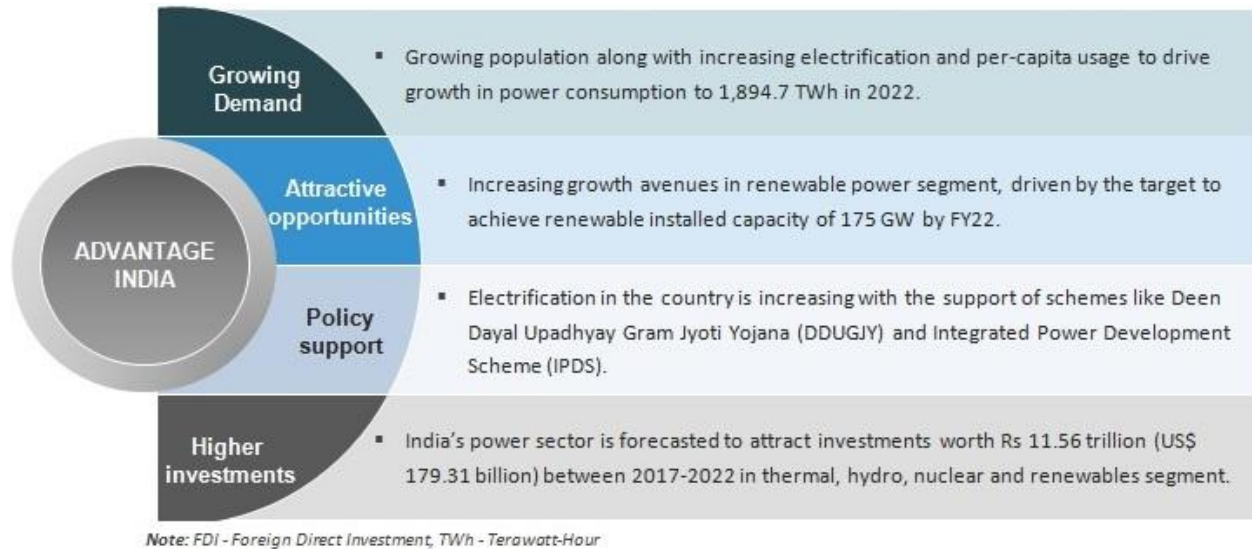 Growing
Demand
▪ Growing population along with increasing electrification and per-capita usage to drive
growth in power consumption to 1,894.7 TWh in 2022.
Attractive
opportunities
▪ Increasing growth avenues in renewable power segment, driven by the target to
achieve renewable installed capacity of 175 GW by FY22.
ADVANTAGE
INDIA
Policy
support
▪ Electrification in the country is increasing with the support of schemes like Deen
Dayal Upadhyay Gram Jyoti Yojana (DDUGJY) and Integrated Power Development
Scheme (IPDS).
Higher
investments
▪ India’s power sector is forecasted to attract investments worth Rs 11.56 trillion (US$
179.31 billion) between 2017-2022 in thermal, hydro, nuclear and renewables segment.
Note: FDI - Foreign Direct Investment, TWh - Terawatt-Hour